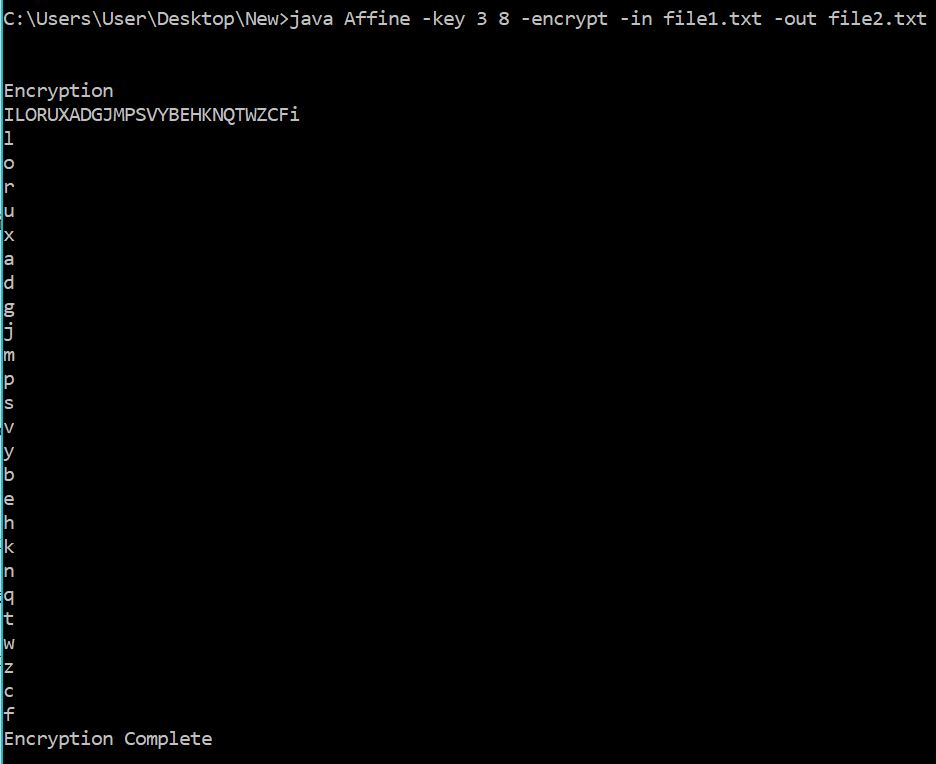 C:\Users\User\Desktop\New>java Affine -key 3 8 -encrypt -in file1.txt -out file2.txt
Encryption
ILORUXADGJMPSVYBEHKNQTWZCFi
l
o
r
u
x
a
d
g
j
m
p
s
v
y
b
e
h
k
n
q
t
w
z
c
f
Encryption Complete